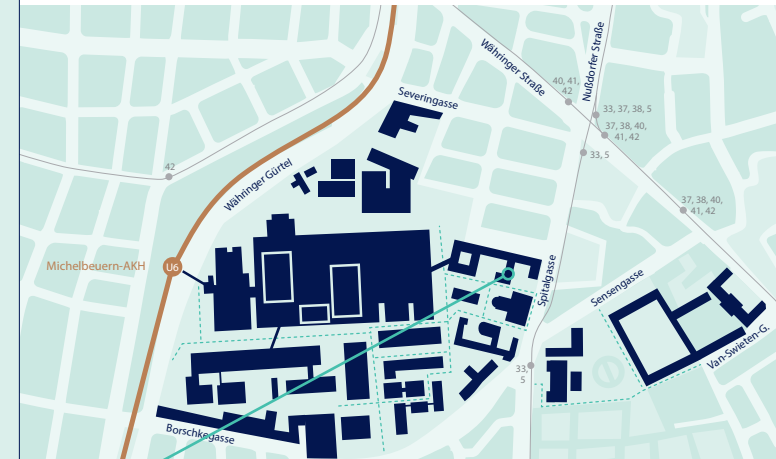 Währinger Straße
Nußdorfer Straße
40, 41,
42
Severingasse
33, 37, 38, 5
37, 38, 40,
41, 42
33, 5
42
Währinger Gürtel
37, 38, 40,
41, 42
Michelbeuern-AKH
U6
Spitalgasse
Sensengasse
Van-Swieten-G.
33,
5
Borschkegasse